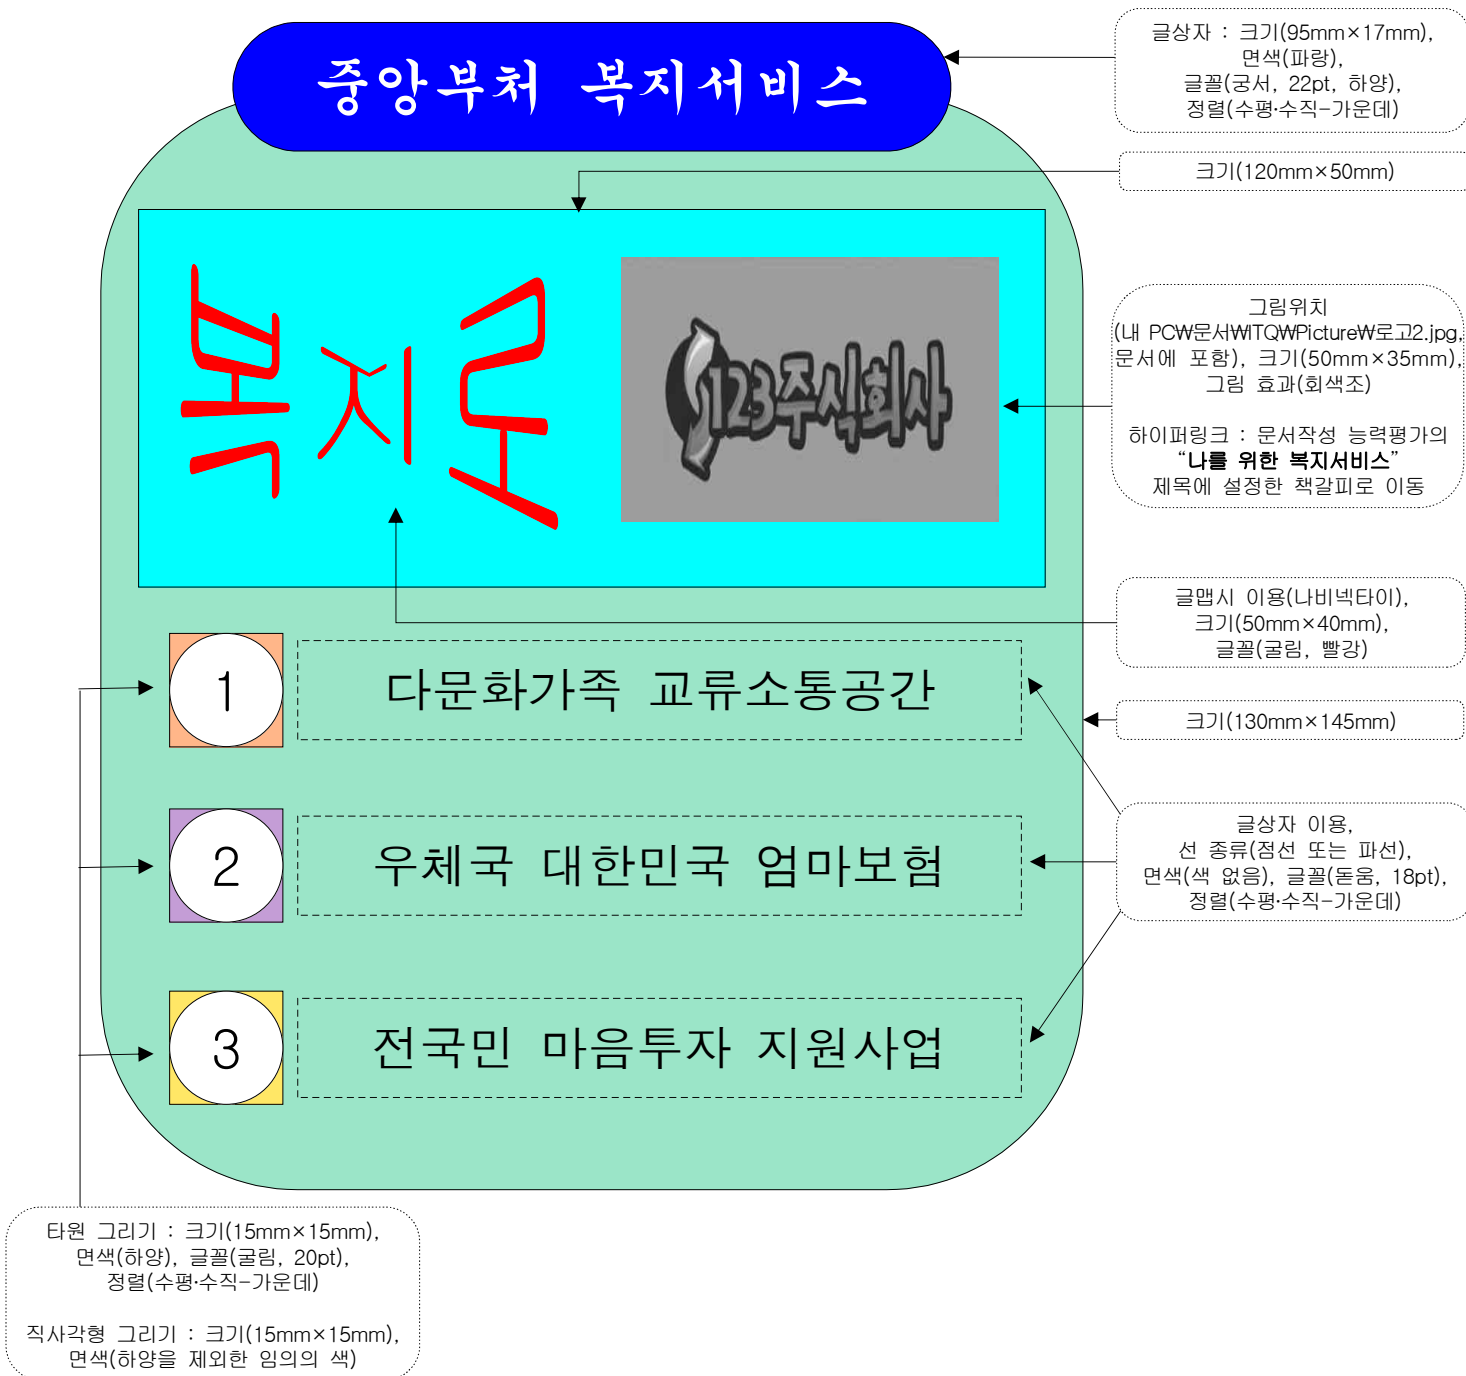 중앙부처 복지서비스
글상자 : 크기(95mm×17mm),
면색(파랑),
글꼴(궁서, 22pt, 하양),
정렬(수평·수직-가운데)
크기(120mm×50mm)
복지로
123주식회사
그림위치
(내 PC₩문서₩ITQ₩Picture₩로고2.jpg,
문서에 포함), 크기(50mm×35mm),
그림 효과(회색조)
하이퍼링크 : 문서작성 능력평가의
“나를 위한 복지서비스”
제목에 설정한 책갈피로 이동
글맵시 이용(나비넥타이),
크기(50mm×40mm),
글꼴(굴림, 빨강)
1
다문화가족 교류소통공간
크기(130mm×145mm)
2
우체국 대한민국 엄마보험
글상자 이용,
선 종류(점선 또는 파선),
면색(색 없음), 글꼴(돋움, 18pt),
정렬(수평·수직-가운데)
3
전국민 마음투자 지원사업
타원 그리기 : 크기(15mm×15mm),
면색(하양), 글꼴(굴림, 20pt),
정렬(수평·수직-가운데)
직사각형 그리기 : 크기(15mm×15mm),
면색(하양을 제외한 임의의 색)